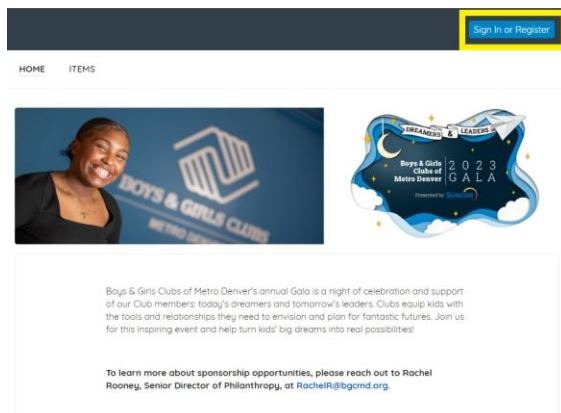 Sign In or Register
HOME ITEMS
BOYS & GIRLS CLUBS
METRO DENVER
DREAMERS & LEADERS
Boys & Girls
Clubs of
Metro Denver
2023
GALA
Presented by
Boys & Girls Clubs of Metro Denver's annual Gala is a night of celebration and support
of our Club members: today's dreamers and tomorrow's leaders. Clubs equip kids with
the tools and relationships they need to envision and plan for fantastic futures. Join us
for this inspiring event and help turn kids' big dreams into real possibilities!
To learn more about sponsorship opportunities, please reach out to Rachel
Rooney, Senior Director of Philanthropy, at RachelR@bgcmd.org.